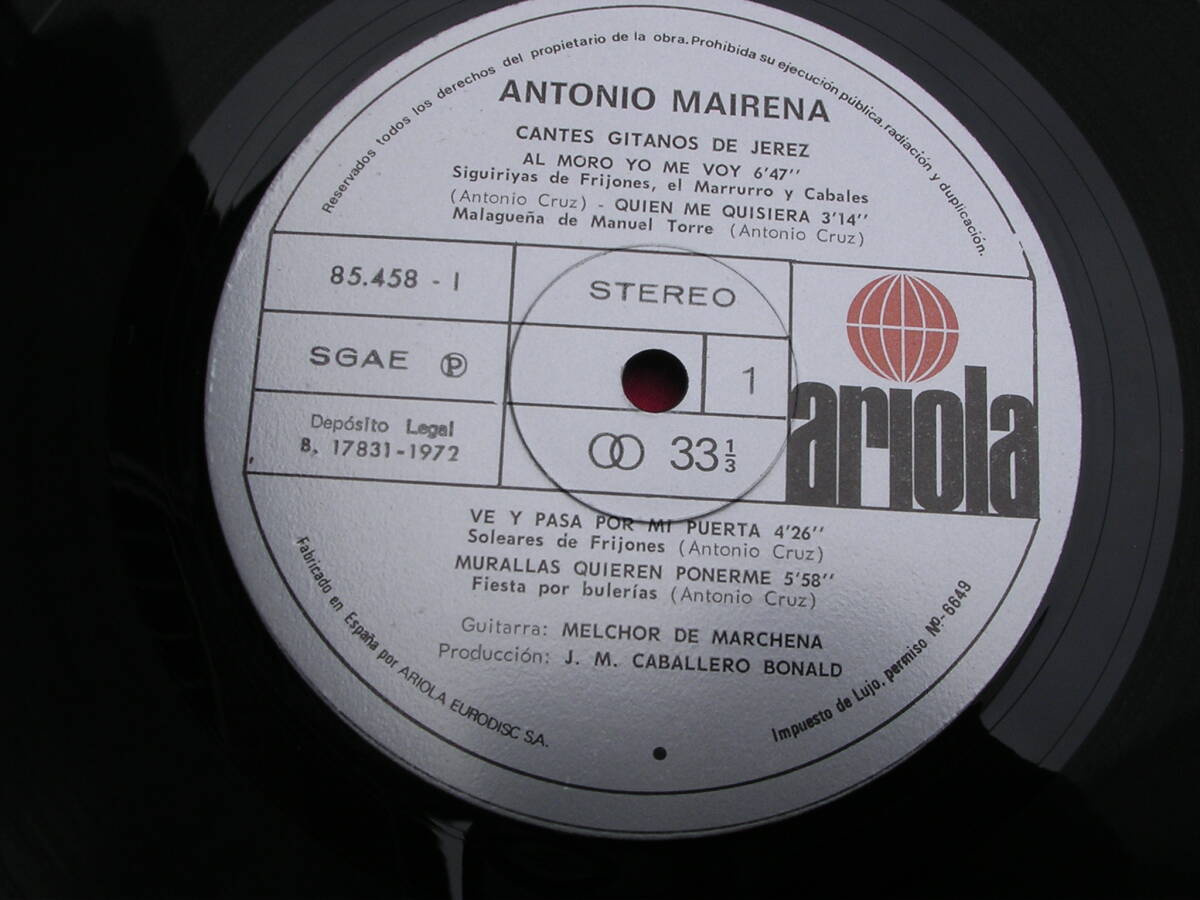 Reservados todos los derechos del propietario de la obra. Prohibida su ejecución pública, radiación y duplicación.
ANTONIO MAIRENA
CANTES GITANOS DE JEREZ
AL MORO YO ME VOY 6'47''
Siguiriyas de Frijones, el Marrurro y Cabales
(Antonio Cruz) - QUIEN ME QUISIERA 3'14''
Malagueña de Manuel Torre (Antonio Cruz)
85.458 - I
STEREO
SGAE Ⓟ
1
ariola
Depósito Legal
B. 17831-1972
33⅓
VE Y PASA POR MI PUERTA 4'26''
Soleares de Frijones (Antonio Cruz)
MURALLAS QUIEREN PONERME 5'58''
Fiesta por bulerías (Antonio Cruz)
Guitarra: MELCHOR DE MARCHENA
Producción: J. M. CABALLERO BONALD
Fabricado en España por ARIOLA EURODISC S.A.
Impuesto de Lujo, permiso Nº-6649